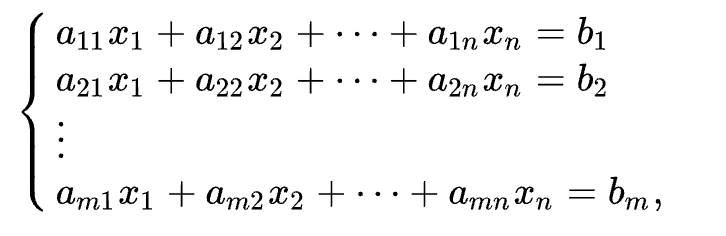 a₁₁x₁ + a₁₂x₂ + ⋯ + a₁ₙxₙ = b₁
a₂₁x₁ + a₂₂x₂ + ⋯ + a₂ₙxₙ = b₂
⋮
aₘ₁x₁ + aₘ₂x₂ + ⋯ + aₘₙxₙ = bₘ,